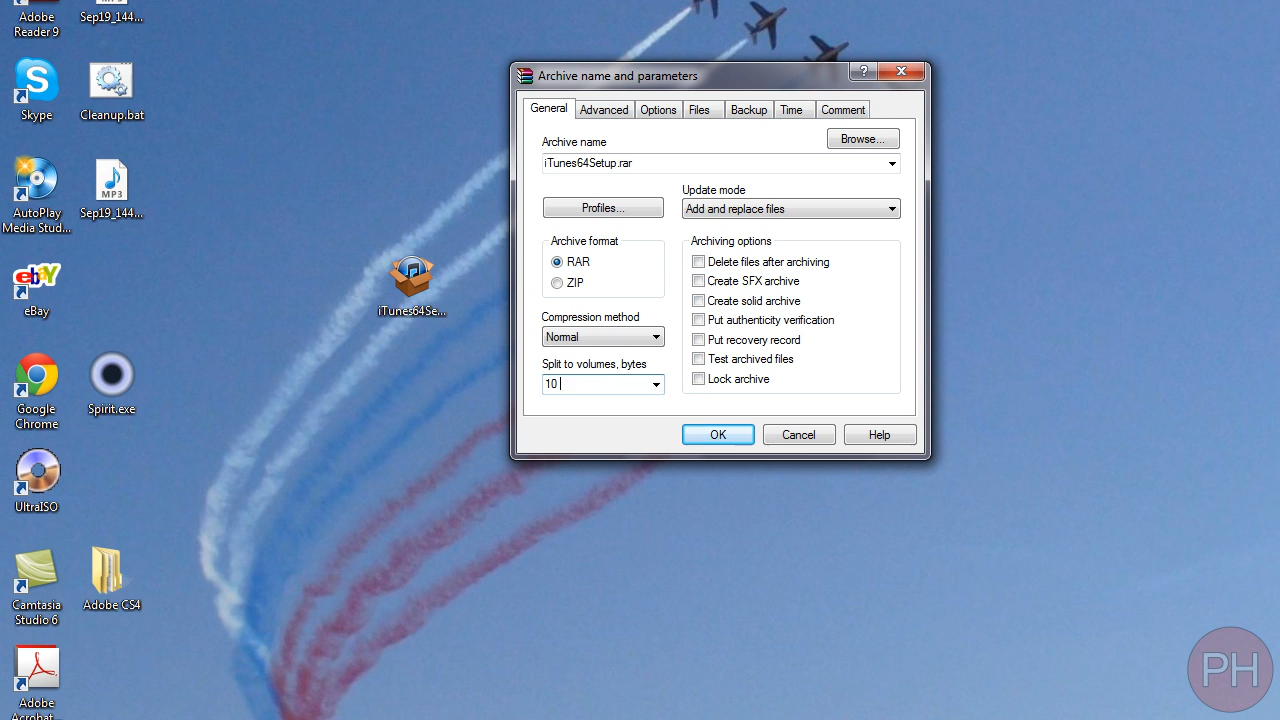 Adobe
Reader 9
Sep19_144...
Skype
Cleanup.bat
AutoPlay
Media Stud...
MP3
Sep19_144...
eBay
eBay
iTunes64Se...
Google
Chrome
Spirit.exe
UltraISO
Camtasia
Studio 6
Adobe CS4
Adobe
Acrobat
Archive name and parameters
?
General Advanced Options Files Backup Time Comment
Archive name
Browse...
iTunes64Setup.rar
Update mode
Profiles...
Add and replace files
Archive format
RAR
ZIP
Archiving options
Delete files after archiving
Create SFX archive
Create solid archive
Put authenticity verification
Put recovery record
Test archived files
Lock archive
Compression method
Normal
Split to volumes, bytes
10
OK Cancel Help
PH